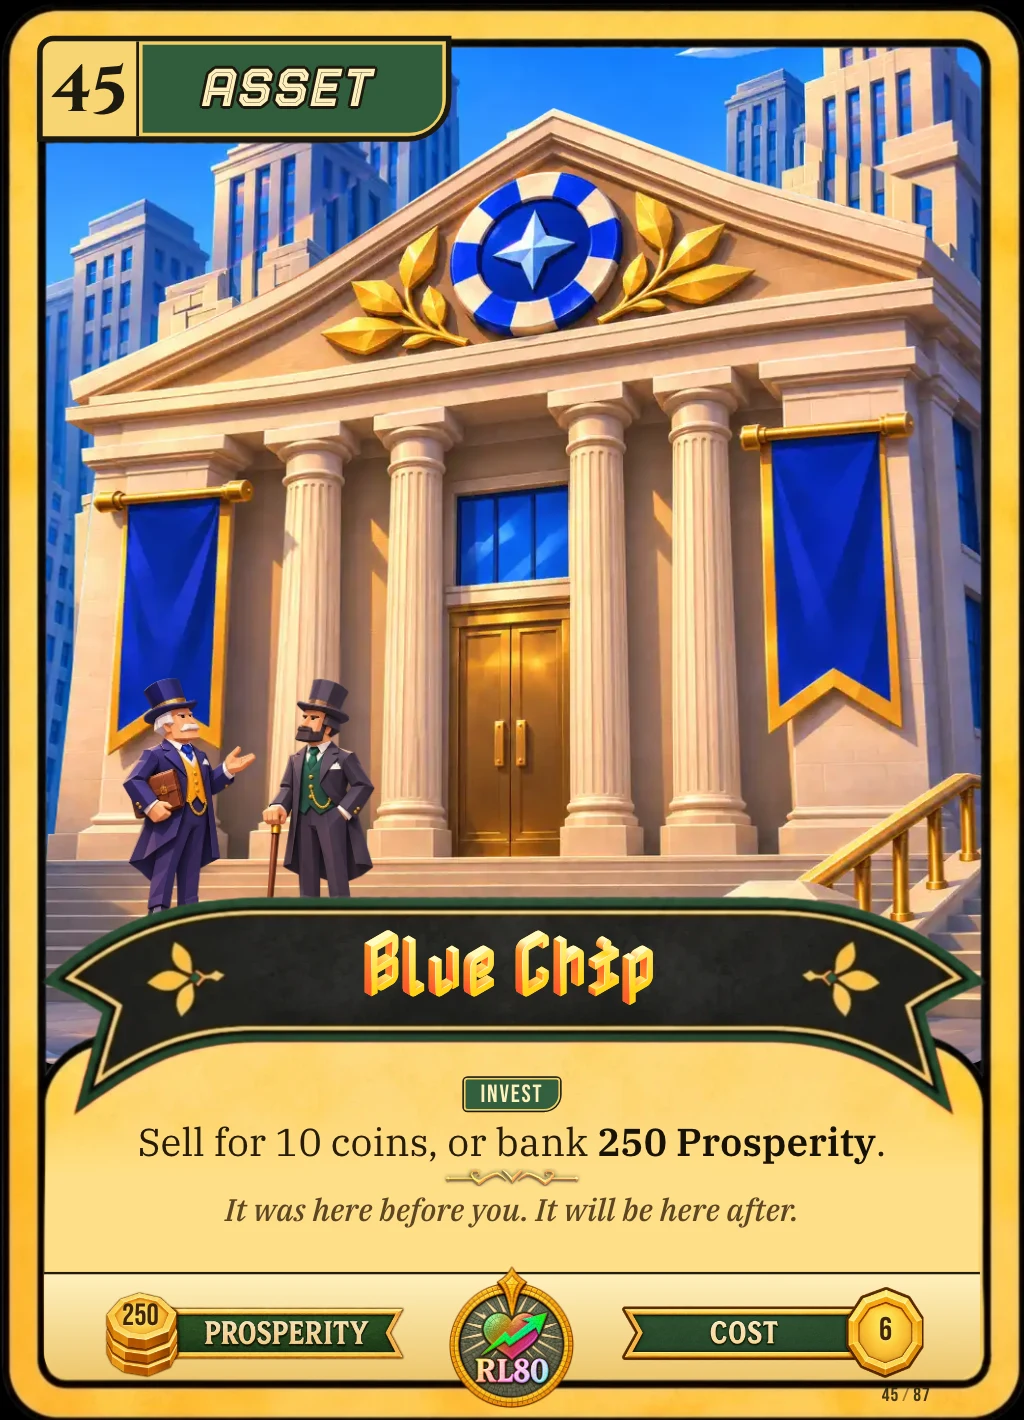 45
ASSET
Blue Chip
INVEST
Sell for 10 coins, or bank 250 Prosperity.
It was here before you. It will be here after.
250
PROSPERITY
RL80
COST
6
45 / 87